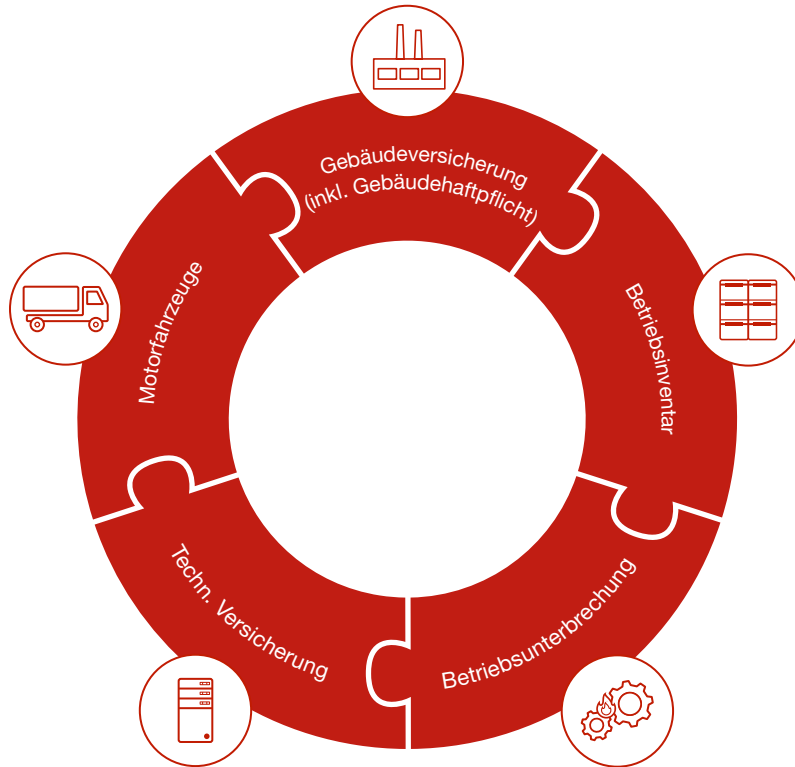 Gebäudeversicherung
(inkl. Gebäudehaftpflicht)
Betriebsinventar
Betriebsunterbrechung
Techn. Versicherung
Motorfahrzeuge